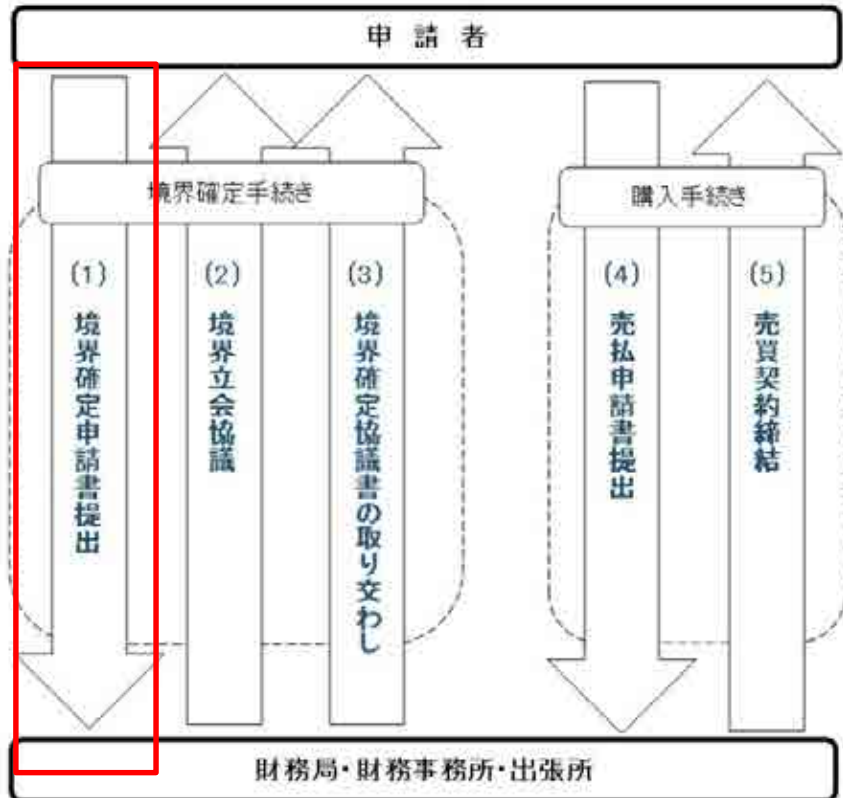 申請者
境界確定手続き
(1)
境界確定申請書提出
(2)
境界立会協議
(3)
境界確定協議書の取り交わし
購入手続き
(4)
売払申請書提出
(5)
売買契約締結
財務局・財務事務所・出張所